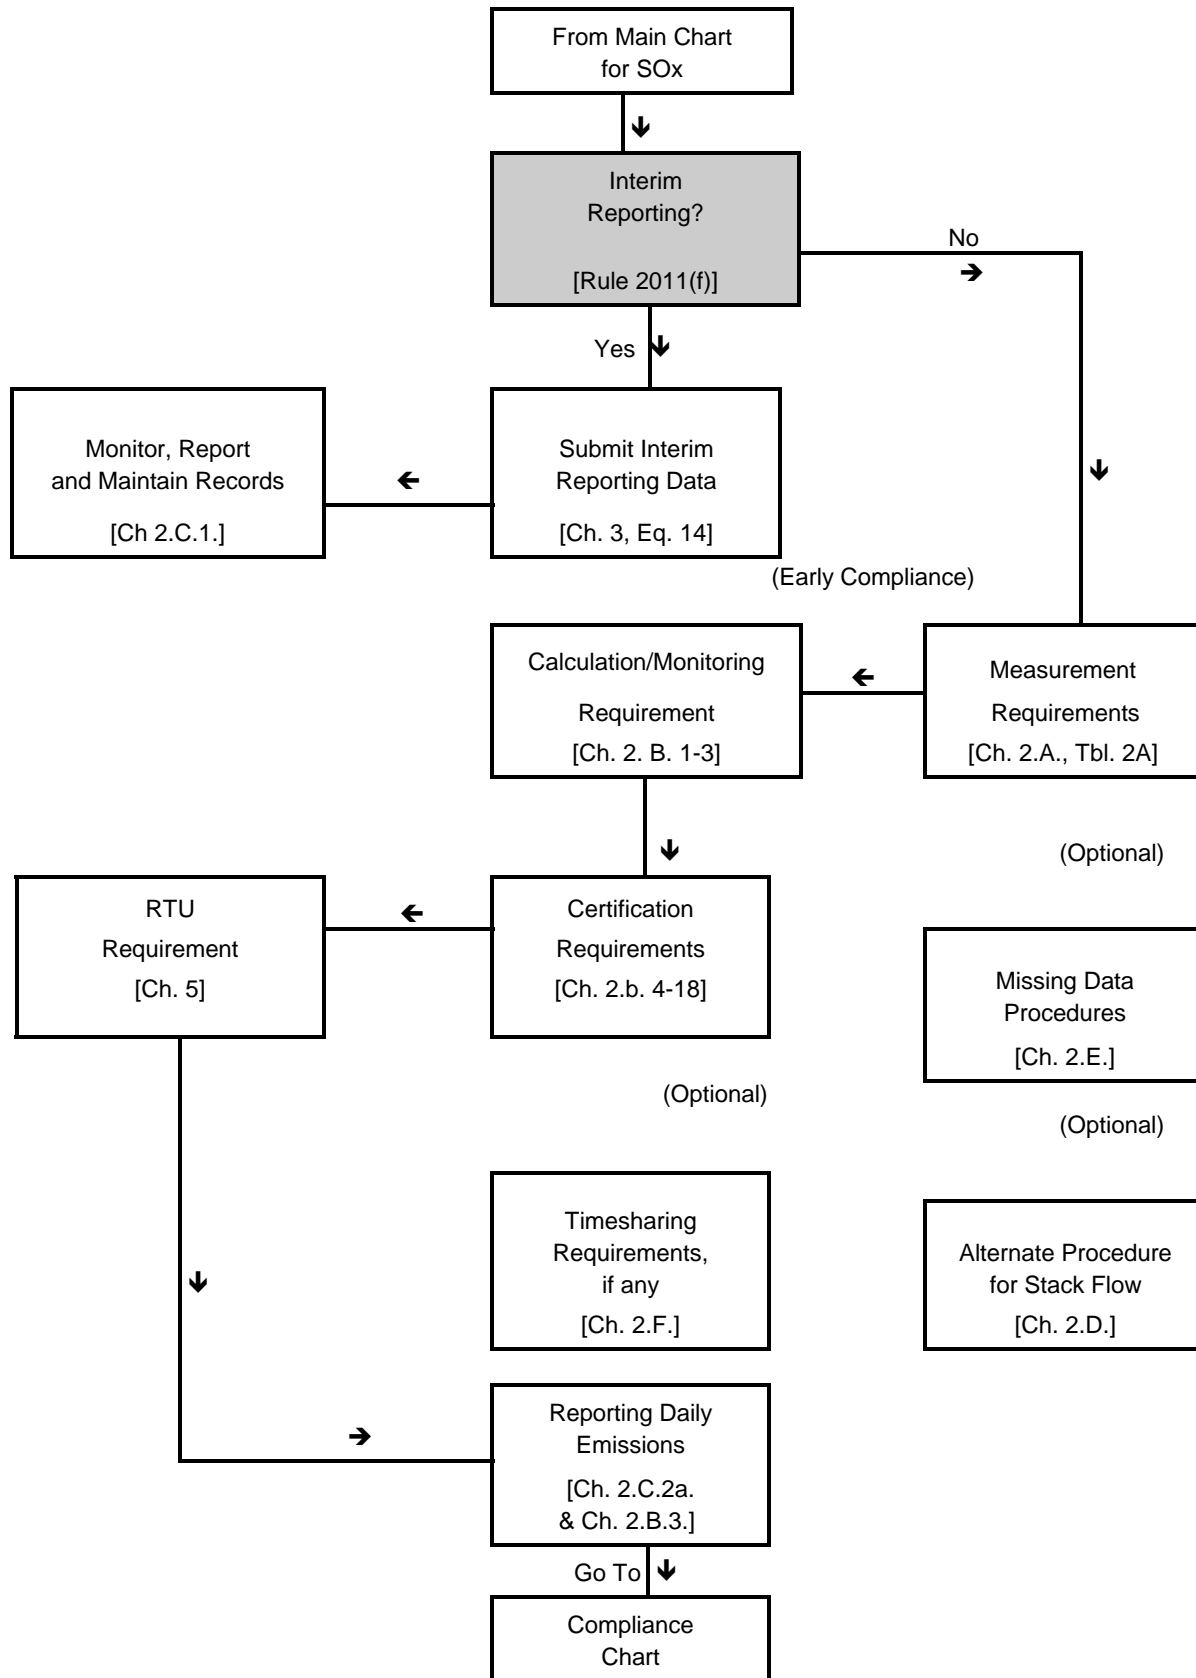 From Main Chart
for SOx
Interim
Reporting?
[Rule 2011(f)]
No
Yes
Monitor, Report
and Maintain Records
[Ch 2.C.1.]
Submit Interim
Reporting Data
[Ch. 3, Eq. 14]
(Early Compliance)
Calculation/Monitoring
Requirement
[Ch. 2. B. 1-3]
Measurement
Requirements
[Ch. 2.A., Tbl. 2A]
(Optional)
RTU
Requirement
[Ch. 5]
Certification
Requirements
[Ch. 2.b. 4-18]
Missing Data
Procedures
[Ch. 2.E.]
(Optional)
(Optional)
Timesharing
Requirements,
if any
[Ch. 2.F.]
Alternate Procedure
for Stack Flow
[Ch. 2.D.]
Reporting Daily
Emissions
[Ch. 2.C.2a.
& Ch. 2.B.3.]
Go To
Compliance
Chart